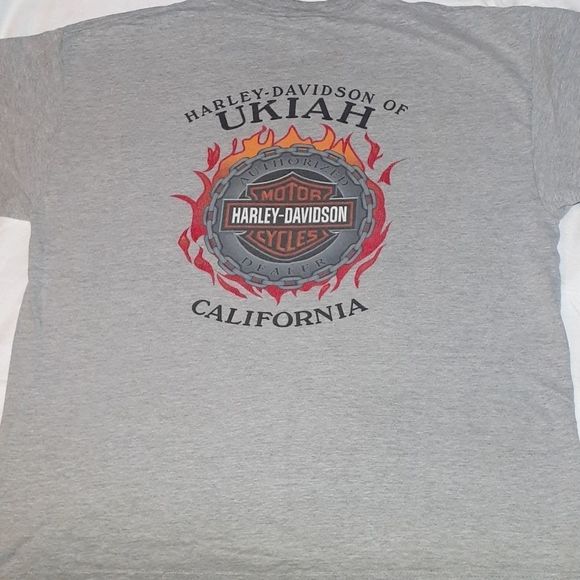 HARLEY-DAVIDSON OF
UKIAH
AUTHORIZED
MOTOR
HARLEY-DAVIDSON
CYCLES
DEALER
CALIFORNIA